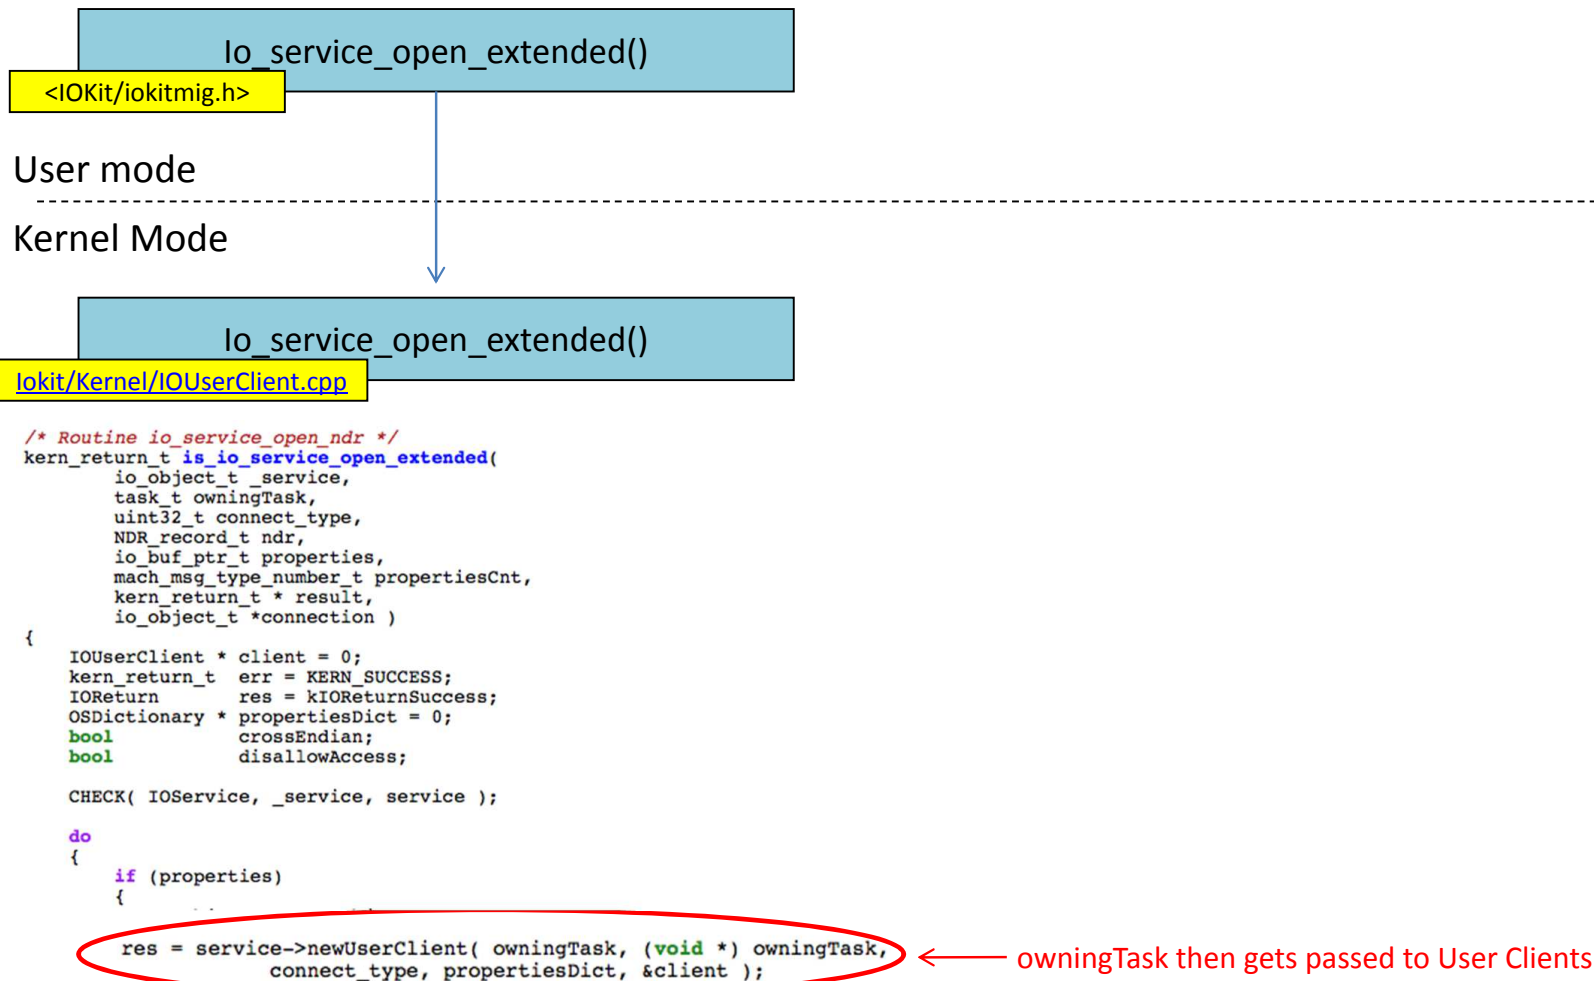 Io_service_open_extended()
<IOKit/iokitmig.h>
User mode
Kernel Mode
Io_service_open_extended()
Iokit/Kernel/IOUserClient.cpp
/* Routine io_service_open_ndr */
kern_return_t is_io_service_open_extended(
io_object_t _service,
task_t owningTask,
uint32_t connect_type,
NDR_record_t ndr,
io_buf_ptr_t properties,
mach_msg_type_number_t propertiesCnt,
kern_return_t * result,
io_object_t *connection )
{
IOUserClient * client = 0;
kern_return_t err = KERN_SUCCESS;
IOReturn res = kIOReturnSuccess;
OSDictionary * propertiesDict = 0;
bool crossEndian;
bool disallowAccess;
CHECK( IOService, _service, service );
do
{
if (properties)
{
res = service->newUserClient( owningTask, (void *) owningTask,
connect_type, propertiesDict, &client );
owningTask then gets passed to User Clients